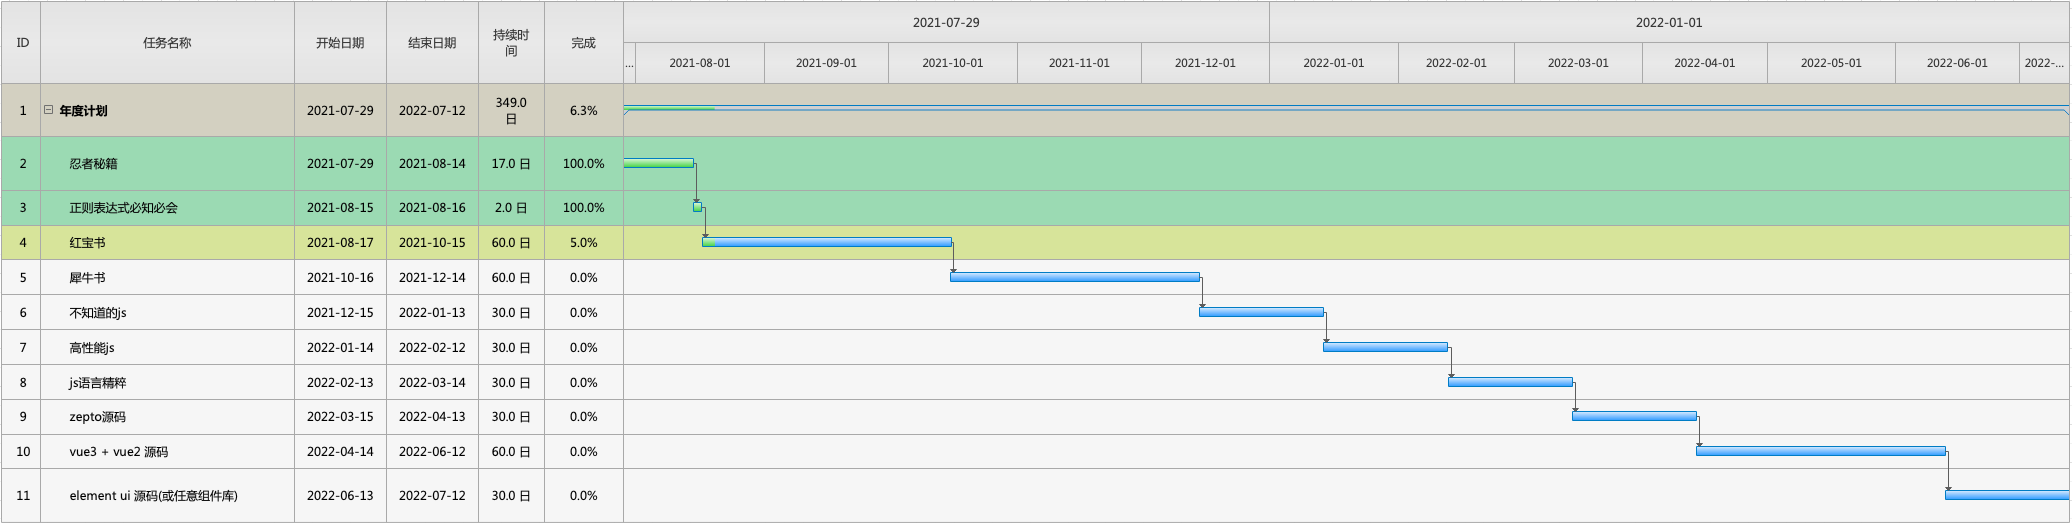 ID 任务名称 开始日期 结束日期 持续时间 完成 2021-07-29 2022-01-01
... 2021-08-01 2021-09-01 2021-10-01 2021-11-01 2021-12-01 2022-01-01 2022-02-01 2022-03-01 2022-04-01 2022-05-01 2022-06-01 2022-...
1 年度计划 2021-07-29 2022-07-12 349.0 日 6.3%
2 忍者秘籍 2021-07-29 2021-08-14 17.0 日 100.0%
3 正则表达式必知必会 2021-08-15 2021-08-16 2.0 日 100.0%
4 红宝书 2021-08-17 2021-10-15 60.0 日 5.0%
5 犀牛书 2021-10-16 2021-12-14 60.0 日 0.0%
6 不知道的js 2021-12-15 2022-01-13 30.0 日 0.0%
7 高性能js 2022-01-14 2022-02-12 30.0 日 0.0%
8 js语言精粹 2022-02-13 2022-03-14 30.0 日 0.0%
9 zepto源码 2022-03-15 2022-04-13 30.0 日 0.0%
10 vue3 + vue2 源码 2022-04-14 2022-06-12 60.0 日 0.0%
11 element ui 源码(或任意组件库) 2022-06-13 2022-07-12 30.0 日 0.0%